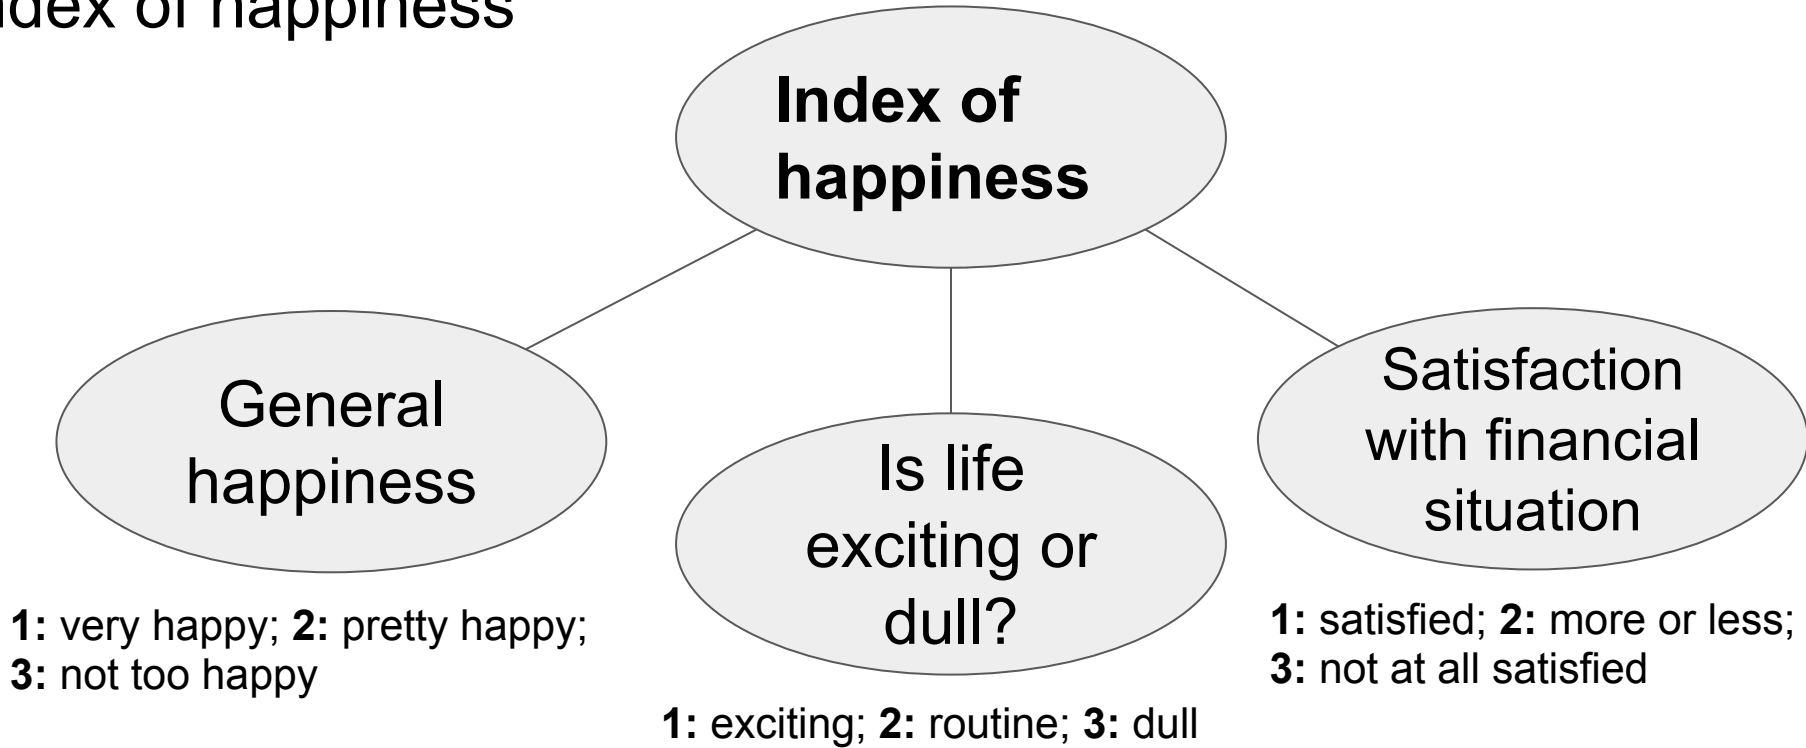 of happiness
Index of
happiness
General
happiness
1: very happy; 2: pretty happy;
3: not too happy
Is life
exciting or
dull?
1: exciting; 2: routine; 3: dull
Satisfaction
with financial
situation
1: satisfied; 2: more or less;
3: not at all satisfied